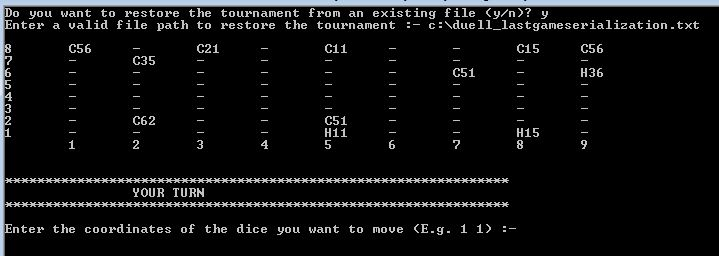 Do you want to restore the tournament from an existing file (y/n)? y
Enter a valid file path to restore the tournament :- c:\duell_lastgameserialization.txt
8 C56 - C21 - C11 - - C15 C56
7 - C35 - - - - - - -
6 - - - - - - C51 - H36
5 - - - - - - - - -
4 - - - - - - - - -
3 - - - - - - - - -
2 - C62 - - C51 - - - -
1 - - - - H11 - - H15 -
1 2 3 4 5 6 7 8 9
***************************************************************
YOUR TURN
***************************************************************
Enter the coordinates of the dice you want to move (E.g. 1 1) :-